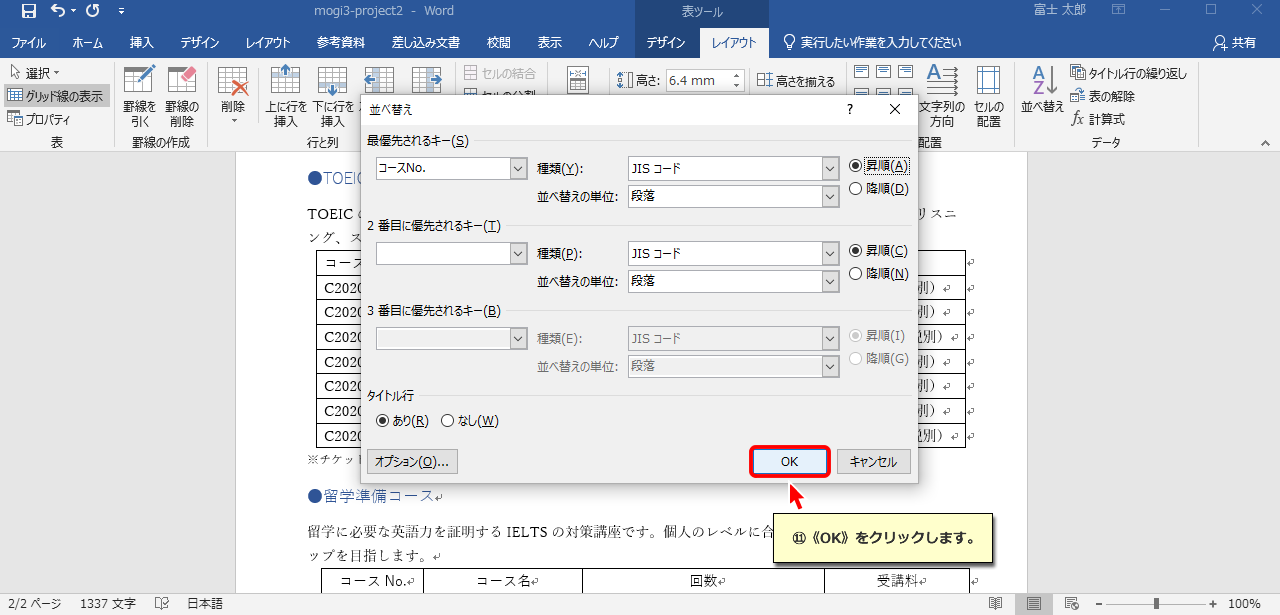 mogi3-project2 - Word
表ツール
富士 太郎
ファイル ホーム 挿入 デザイン レイアウト 参考資料 差し込み文書 校閲 表示 ヘルプ デザイン レイアウト 実行したい作業を入力してください 共有
選択
グリッド線の表示
プロパティ
表
罫線を引く
罫線の削除
罫線の作成
削除
上に行を挿入
下に行を挿入
行と列
セルの結合
高さ: 6.4 mm
高さを揃える
文字列の方向
セルの配置
配置
並べ替え
タイトル行の繰り返し
表の解除
計算式
データ
並べ替え ?
最優先されるキー(S)
コースNo. 種類(Y): JIS コード 昇順(A)
並べ替えの単位: 段落 降順(D)
2 番目に優先されるキー(T)
種類(P): JIS コード 昇順(C)
並べ替えの単位: 段落 降順(N)
3 番目に優先されるキー(B)
種類(E): JIS コード 昇順(I)
並べ替えの単位: 段落 降順(G)
タイトル行
あり(R) なし(W)
オプション(O)... OK キャンセル
⑪《OK》をクリックします。
●TOEIC
TOEIC リスニ
ング、ス
コース
C2020 別）
C2020 別）
C2020 税別）
C2020 別）
C2020 別）
C2020 別）
C2020 税別）
※チケッ
●留学準備コース
留学に必要な英語力を証明する IELTS の対策講座です。個人のレベルに合
ップを目指します。
コース No. コース名 回数 受講料
2/2 ページ 1337 文字 日本語 100%